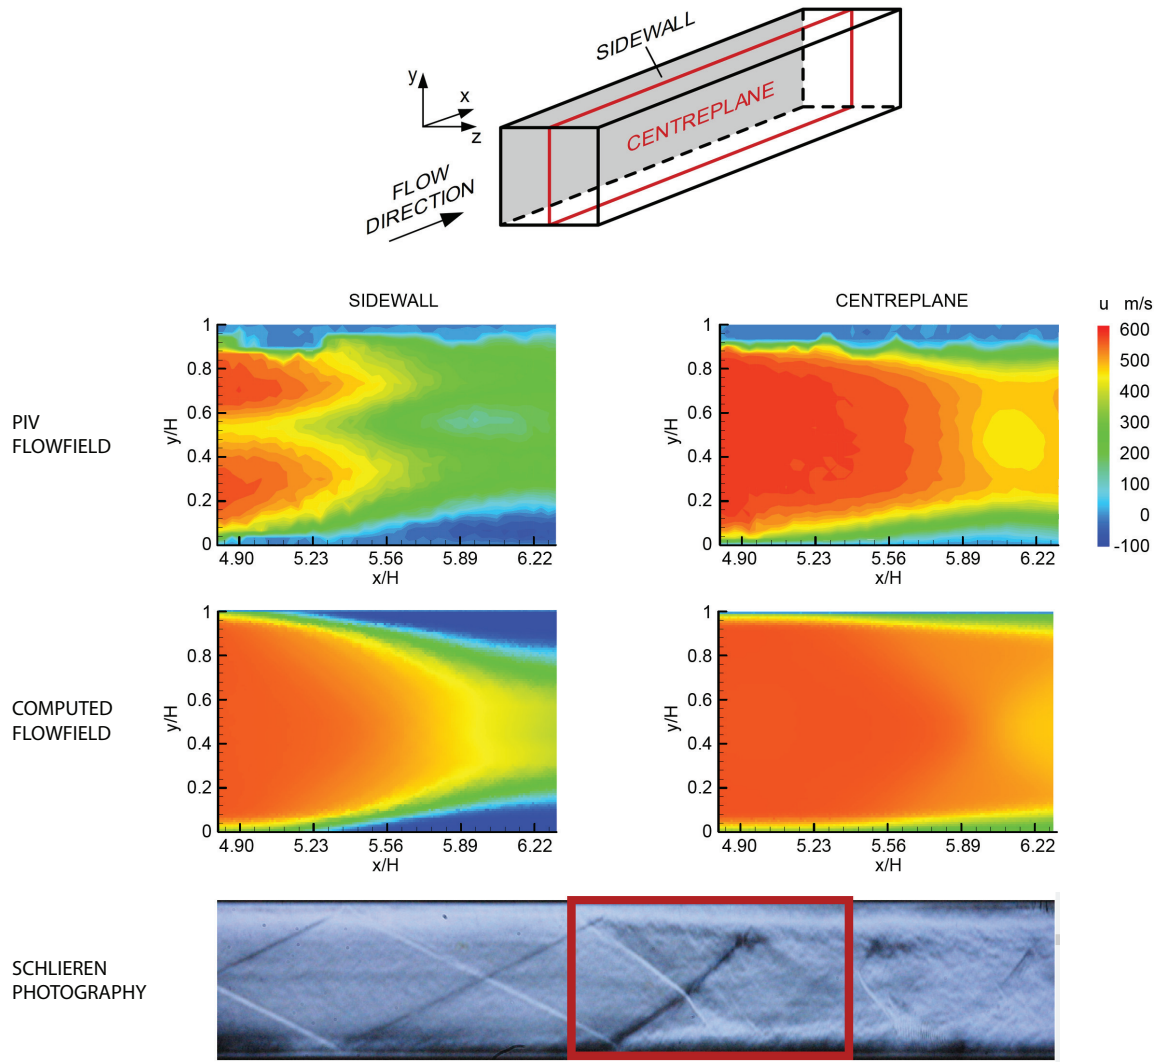 SIDEWALL
y
x
z
CENTREPLANE
FLOW
DIRECTION
SIDEWALL
CENTREPLANE
u m/s
PIV
FLOWFIELD
y/H
1
0.8
0.6
0.4
0.2
0
4.90 5.23 5.56 5.89 6.22
x/H
y/H
1
0.8
0.6
0.4
0.2
0
4.90 5.23 5.56 5.89 6.22
x/H
600
500
400
300
200
100
0
-100
COMPUTED
FLOWFIELD
y/H
1
0.8
0.6
0.4
0.2
0
4.90 5.23 5.56 5.89 6.22
x/H
y/H
1
0.8
0.6
0.4
0.2
0
4.90 5.23 5.56 5.89 6.22
x/H
SCHLIEREN
PHOTOGRAPHY